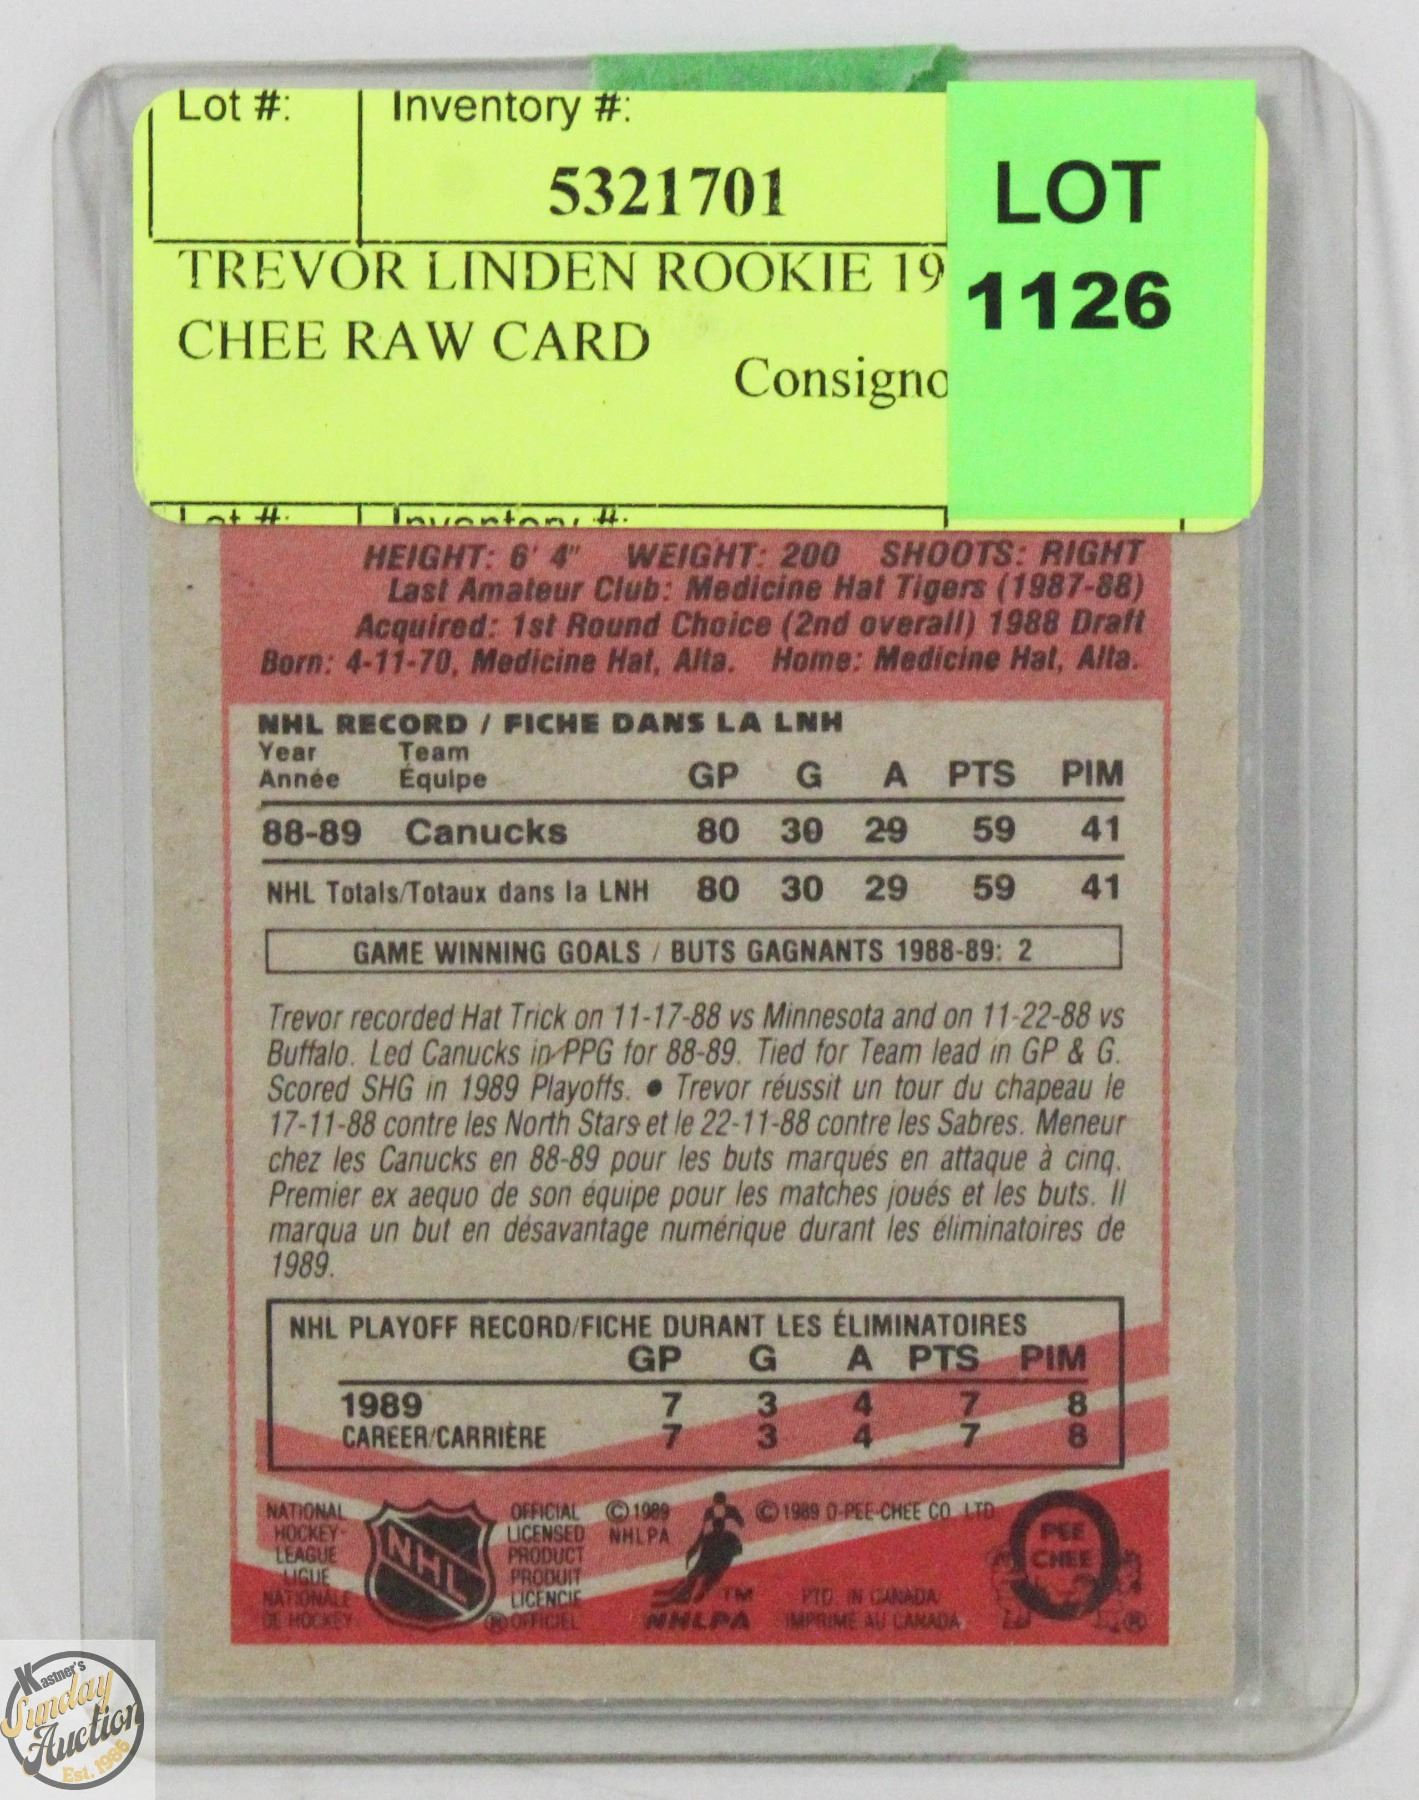 Lot #: Inventory #:
5321701
TREVOR LINDEN ROOKIE 19
CHEE RAW CARD
Consigno
LOT
1126
Lot #: Inventory #:
HEIGHT: 6' 4" WEIGHT: 200 SHOOTS: RIGHT
Last Amateur Club: Medicine Hat Tigers (1987-88)
Acquired: 1st Round Choice (2nd overall) 1988 Draft
Born: 4-11-70, Medicine Hat, Alta. Home: Medicine Hat, Alta.
NHL RECORD / FICHE DANS LA LNH
Year Team
Année Équipe GP G A PTS PIM
88-89 Canucks 80 30 29 59 41
NHL Totals/Totaux dans la LNH 80 30 29 59 41
GAME WINNING GOALS / BUTS GAGNANTS 1988-89: 2
Trevor recorded Hat Trick on 11-17-88 vs Minnesota and on 11-22-88 vs
Buffalo. Led Canucks in PPG for 88-89. Tied for Team lead in GP & G.
Scored SHG in 1989 Playoffs. ● Trevor réussit un tour du chapeau le
17-11-88 contre les North Stars et le 22-11-88 contre les Sabres. Meneur
chez les Canucks en 88-89 pour les buts marqués en attaque à cinq.
Premier ex aequo de son équipe pour les matches joués et les buts. Il
marqua un but en désavantage numérique durant les éliminatoires de
1989.
NHL PLAYOFF RECORD/FICHE DURANT LES ÉLIMINATOIRES
GP G A PTS PIM
1989 7 3 4 7 8
CAREER/CARRIÈRE 7 3 4 7 8
NATIONAL
HOCKEY
LEAGUE
LIGUE
NATIONALE
DE HOCKEY
NHL
OFFICIAL
LICENSED
PRODUCT
PRODUIT
LICENCIE
® OFFICIEL
© 1989
NHLPA
TM
NHLPA
© 1989 O-PEE-CHEE CO. LTD
PTD. IN CANADA
IMPRIMÉ AU CANADA
PEE
CHEE
®
Kastner's
Sunday
Auction
Est. 1986